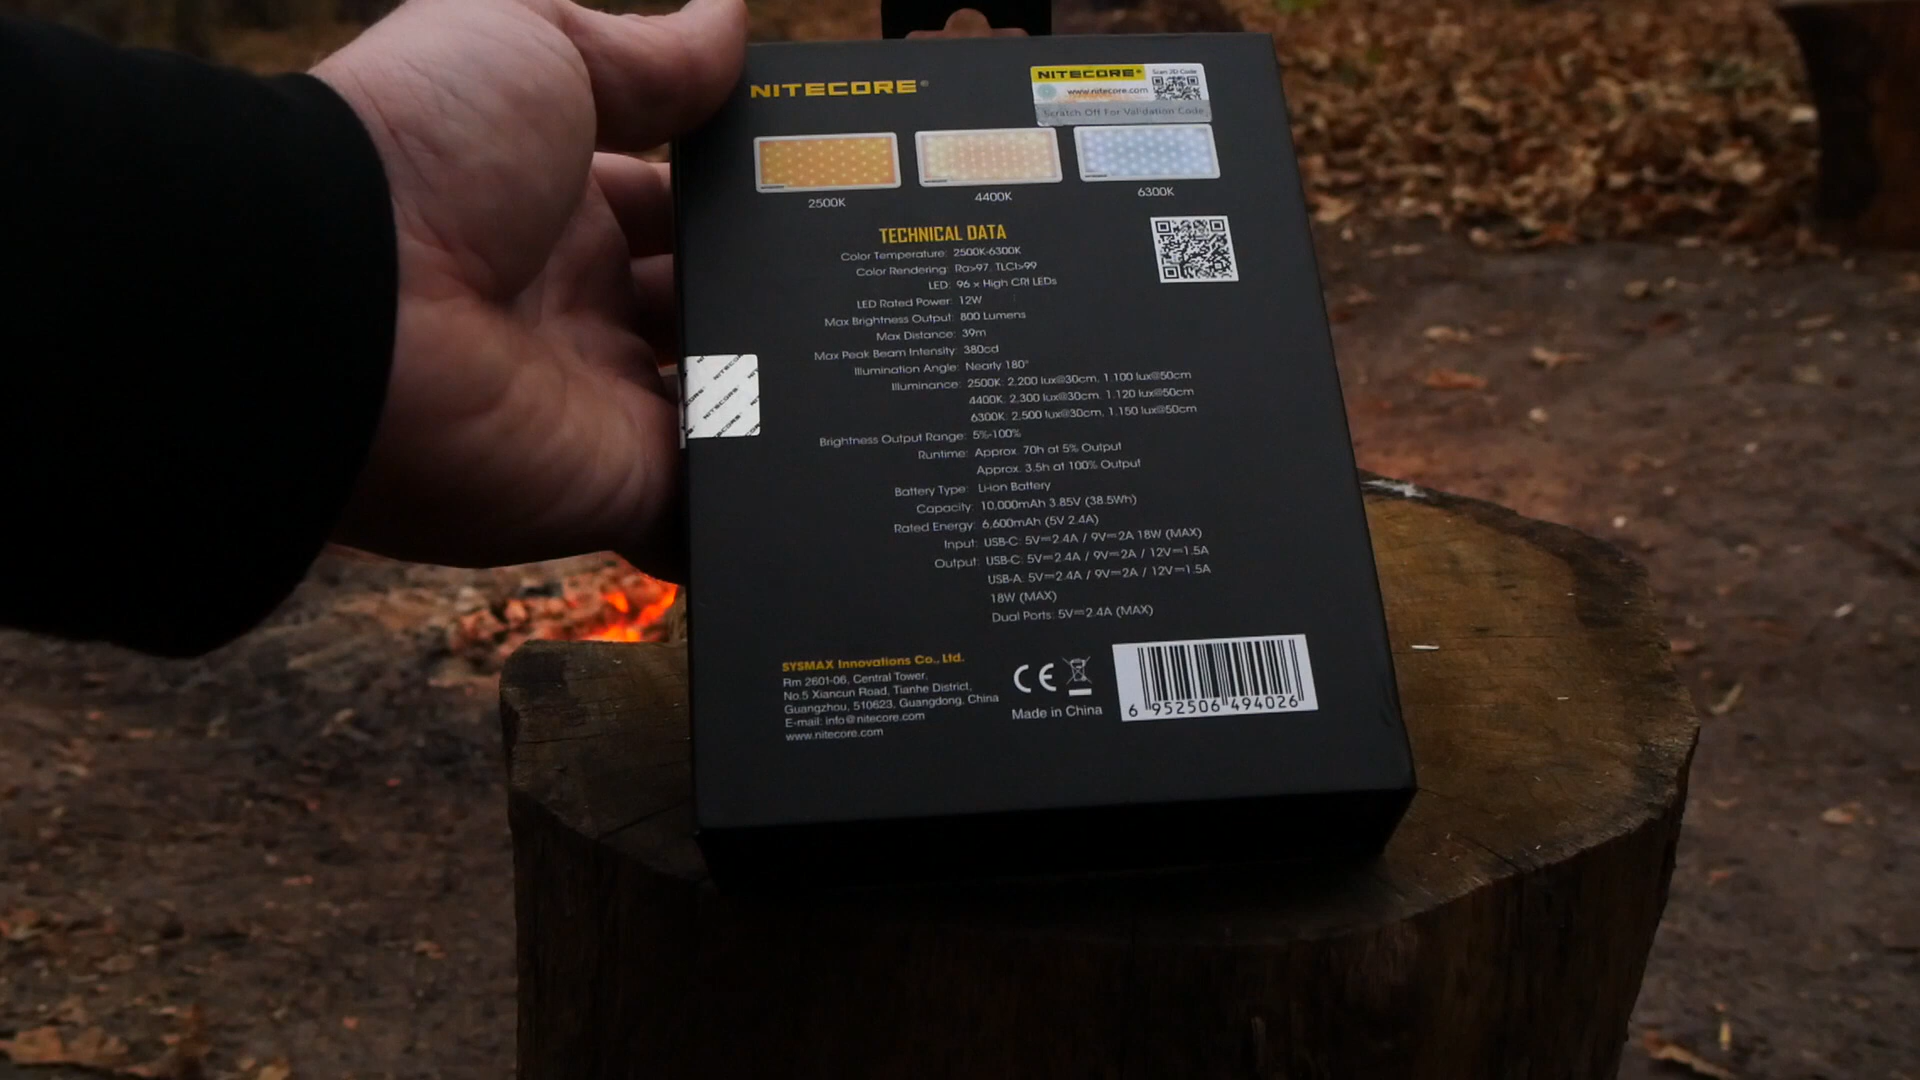 NITECORE®
NITECORE® Scan 2D Code
www.nitecore.com
Scratch Off For Validation Code
2500K
4400K
6300K
TECHNICAL DATA
Color Temperature: 2500K-6300K
Color Rendering: Ra>97, TLCI>99
LED: 96 × High CRI LEDs
LED Rated Power: 12W
Max Brightness Output: 800 Lumens
Max Distance: 39m
Max Peak Beam Intensity: 380cd
Illumination Angle: Nearly 180°
Illuminance: 2500K: 2,200 lux@30cm, 1,100 lux@50cm
4400K: 2,300 lux@30cm, 1,120 lux@50cm
6300K: 2,500 lux@30cm, 1,150 lux@50cm
Brightness Output Range: 5%-100%
Runtime: Approx. 70h at 5% Output
Approx. 3.5h at 100% Output
Battery Type: Li-ion Battery
Capacity: 10,000mAh 3.85V (38.5Wh)
Rated Energy: 6,600mAh (5V 2.4A)
Input: USB-C: 5V⎓2.4A / 9V⎓2A 18W (MAX)
Output: USB-C: 5V⎓2.4A / 9V⎓2A / 12V⎓1.5A
USB-A: 5V⎓2.4A / 9V⎓2A / 12V⎓1.5A
18W (MAX)
Dual Ports: 5V⎓2.4A (MAX)
SYSMAX Innovations Co., Ltd.
Rm 2601-06, Central Tower,
No.5 Xiancun Road, Tianhe District,
Guangzhou, 510623, Guangdong, China
E-mail: info@nitecore.com
www.nitecore.com
CE
Made in China
6 952506 494026